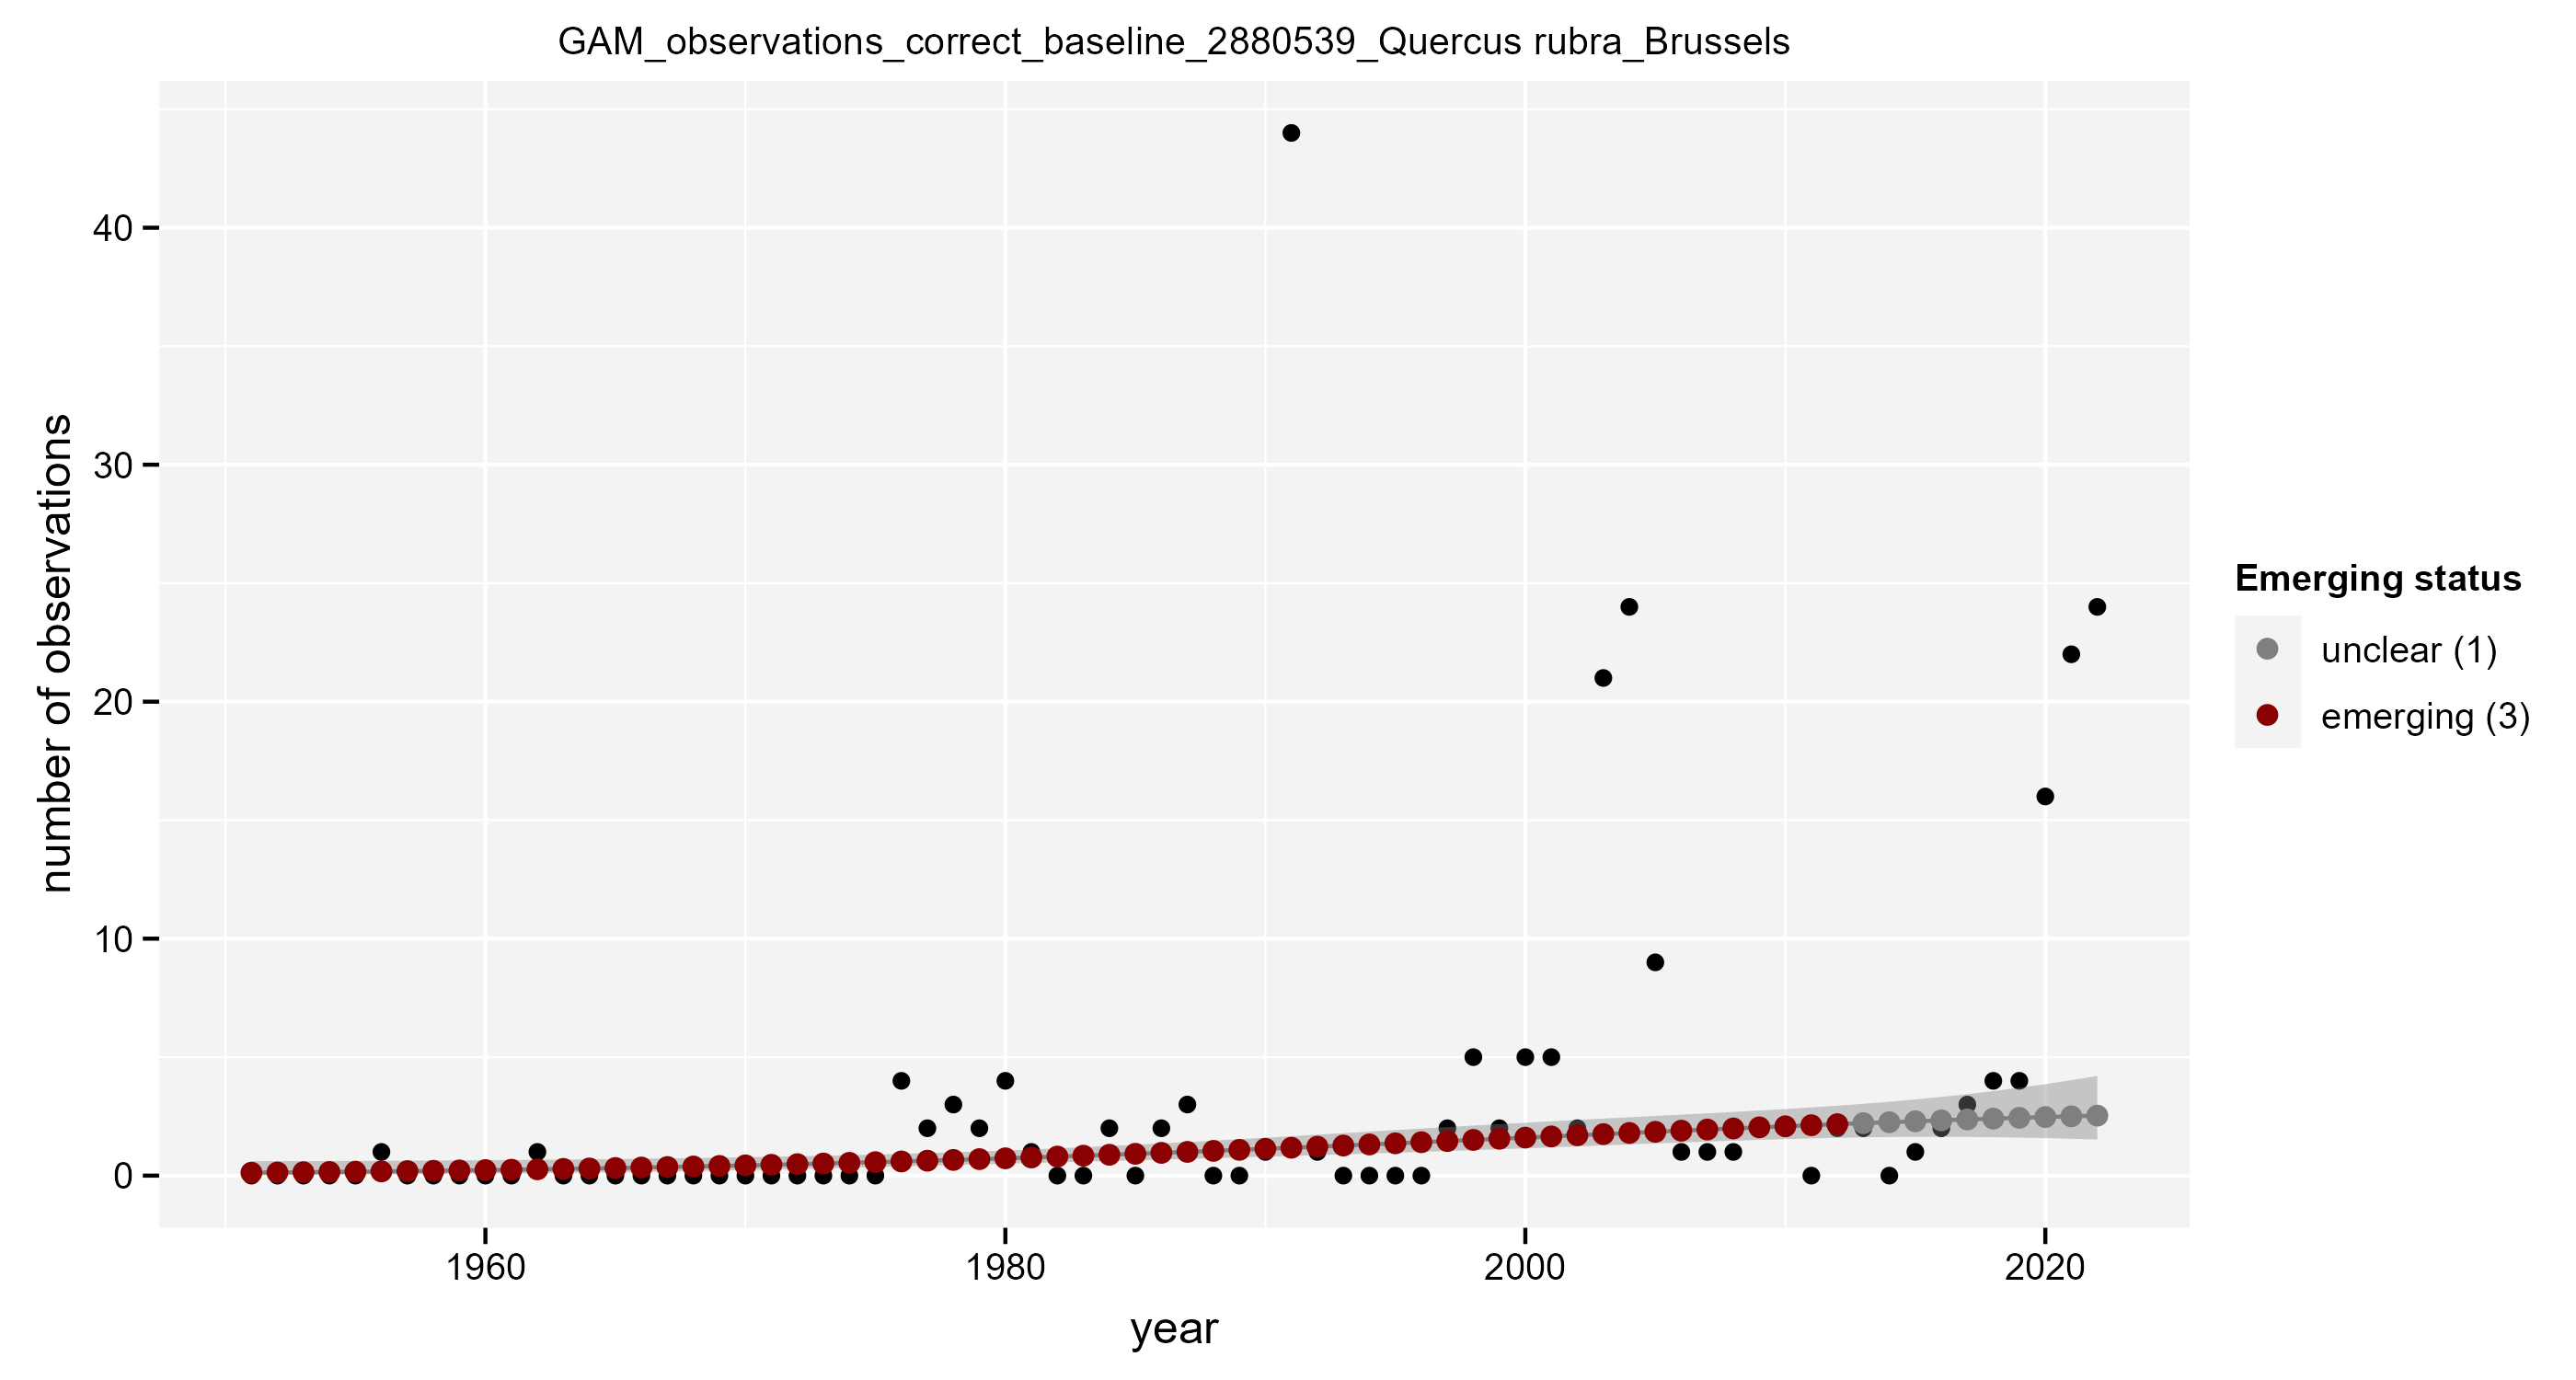 GAM_observations_correct_baseline_2880539_Quercus rubra_Brussels
number of observations
40
30
20
10
0
1960
1980
2000
2020
year
Emerging status
unclear (1)
emerging (3)